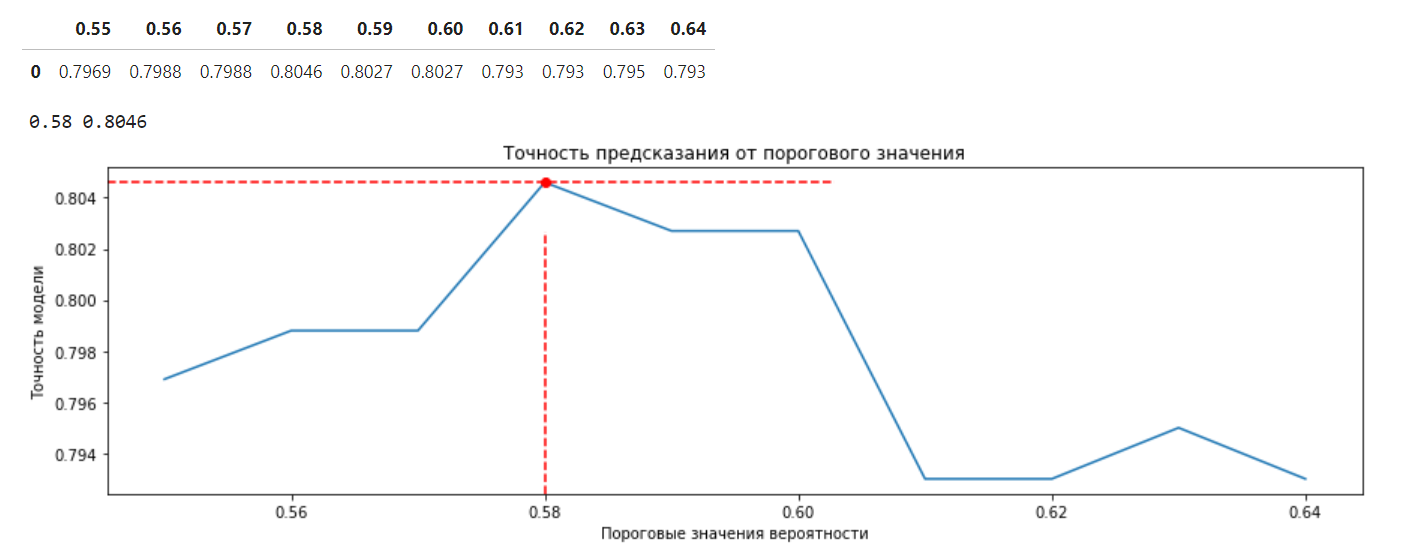 0.55 0.56 0.57 0.58 0.59 0.60 0.61 0.62 0.63 0.64
0 0.7969 0.7988 0.7988 0.8046 0.8027 0.8027 0.793 0.793 0.795 0.793
0.58 0.8046
Точность предсказания от порогового значения
Точность модели
0.804
0.802
0.800
0.798
0.796
0.794
0.56 0.58 0.60 0.62 0.64
Пороговые значения вероятности